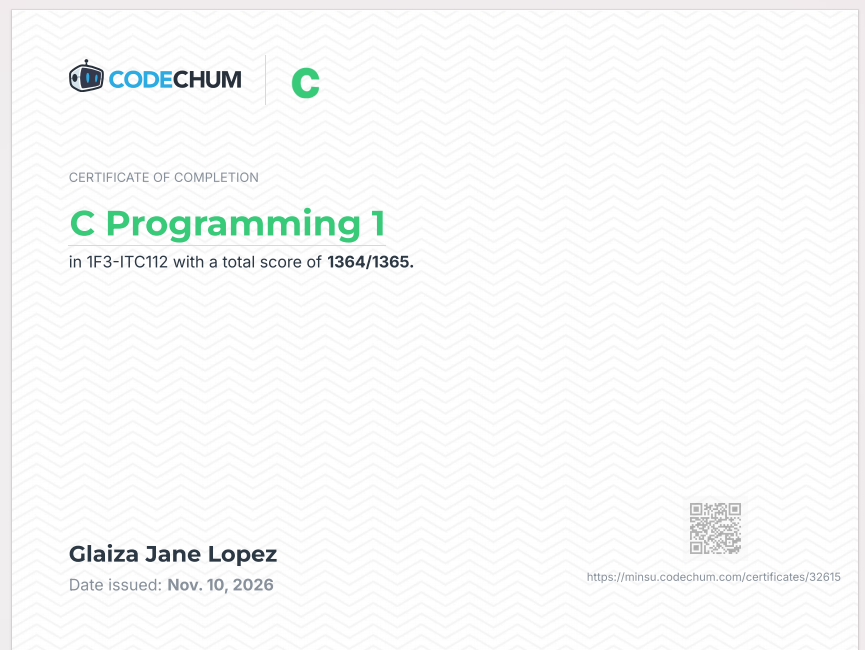 CODECHUM
C
CERTIFICATE OF COMPLETION
C Programming 1
in 1F3-ITC112 with a total score of 1364/1365.
Glaiza Jane Lopez
Date issued: Nov. 10, 2026
https://minsu.codechum.com/certificates/32615